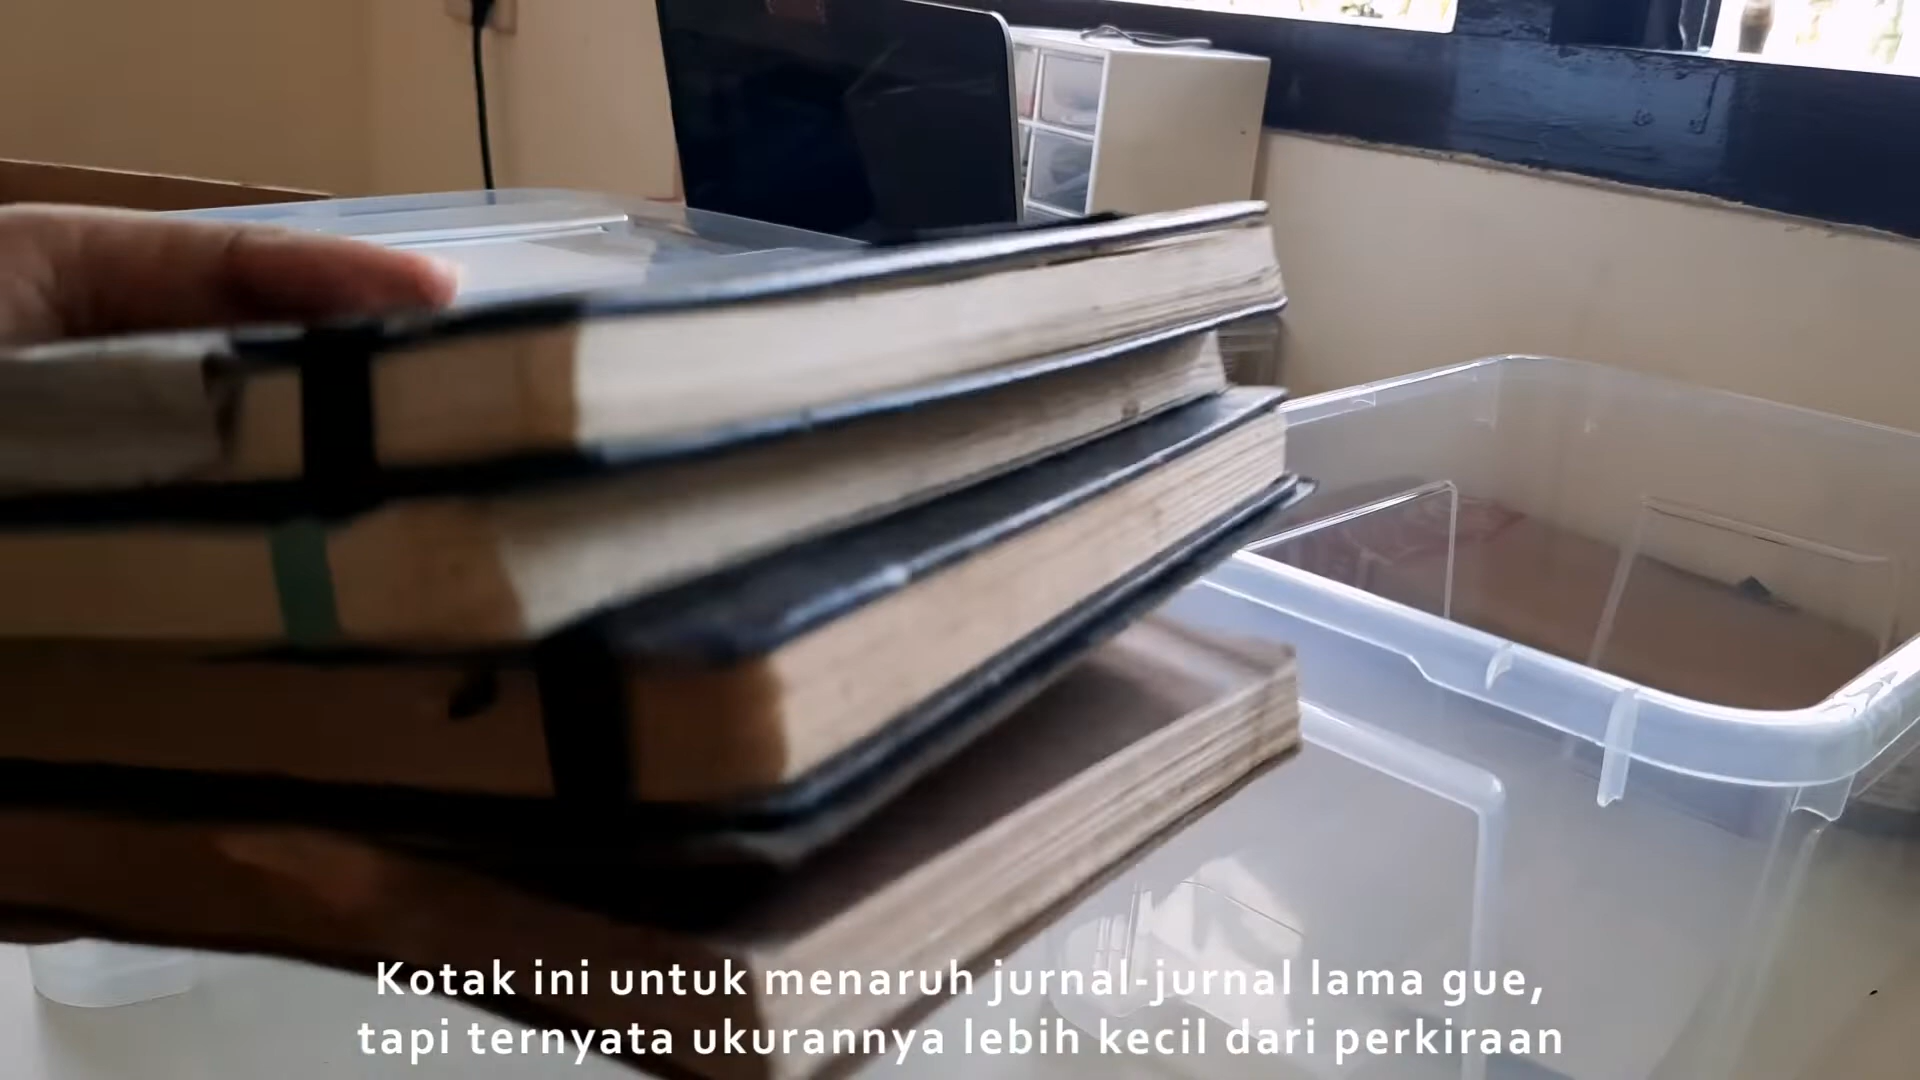 Kotak ini untuk menaruh jurnal-jurnal lama gue,
tapi ternyata ukurannya lebih kecil dari perkiraan